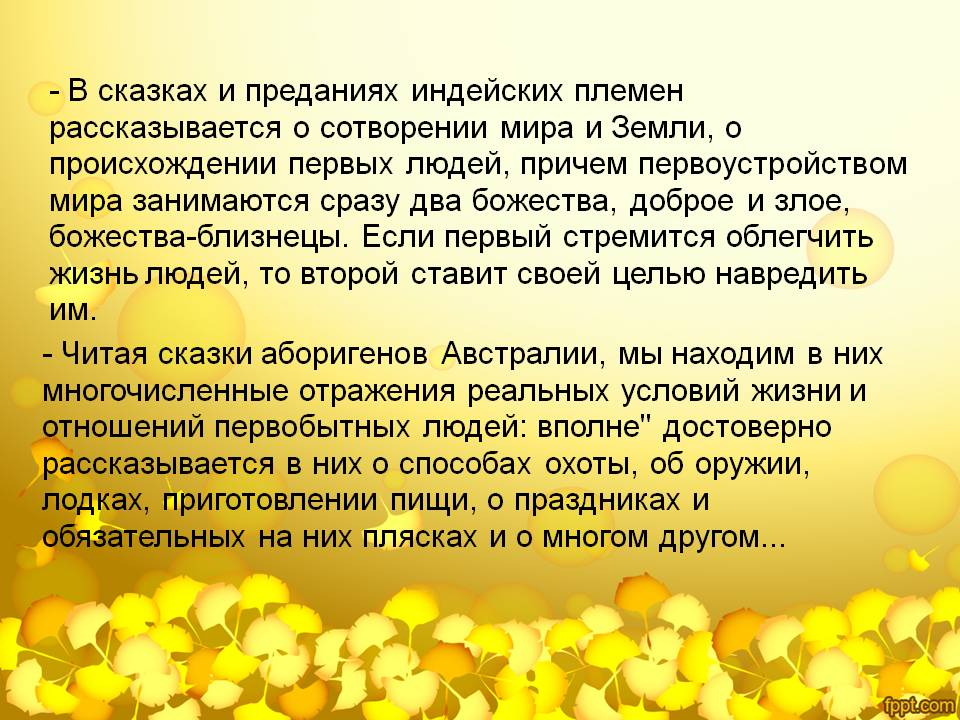 - В сказках и преданиях индейских племен
рассказывается о сотворении мира и Земли, о
происхождении первых людей, причем первоустройством
мира занимаются сразу два божества, доброе и злое,
божества-близнецы. Если первый стремится облегчить
жизнь людей, то второй ставит своей целью навредить
им.
- Читая сказки аборигенов Австралии, мы находим в них
многочисленные отражения реальных условий жизни и
отношений первобытных людей: вполне" достоверно
рассказывается в них о способах охоты, об оружии,
лодках, приготовлении пищи, о праздниках и
обязательных на них плясках и о многом другом...
fppt.com